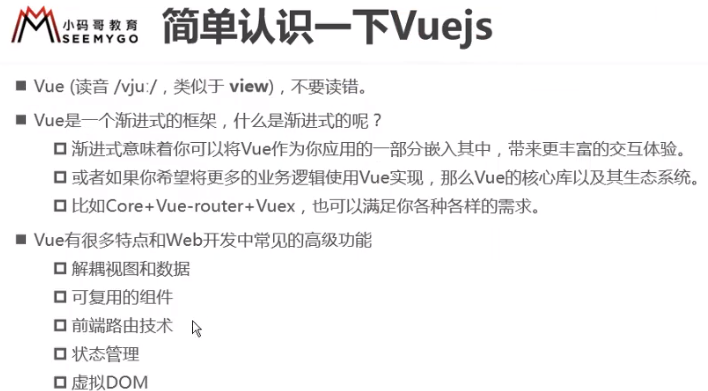 小码哥教育
SEEMYGO
简单认识一下Vuejs
Vue (读音 /vjuː/，类似于 view)，不要读错。
Vue是一个渐进式的框架，什么是渐进式的呢？
渐进式意味着你可以将Vue作为你应用的一部分嵌入其中，带来更丰富的交互体验。
或者如果你希望将更多的业务逻辑使用Vue实现，那么Vue的核心库以及其生态系统。
比如Core+Vue-router+Vuex，也可以满足你各种各样的需求。
Vue有很多特点和Web开发中常见的高级功能
解耦视图和数据
可复用的组件
前端路由技术
状态管理
虚拟DOM